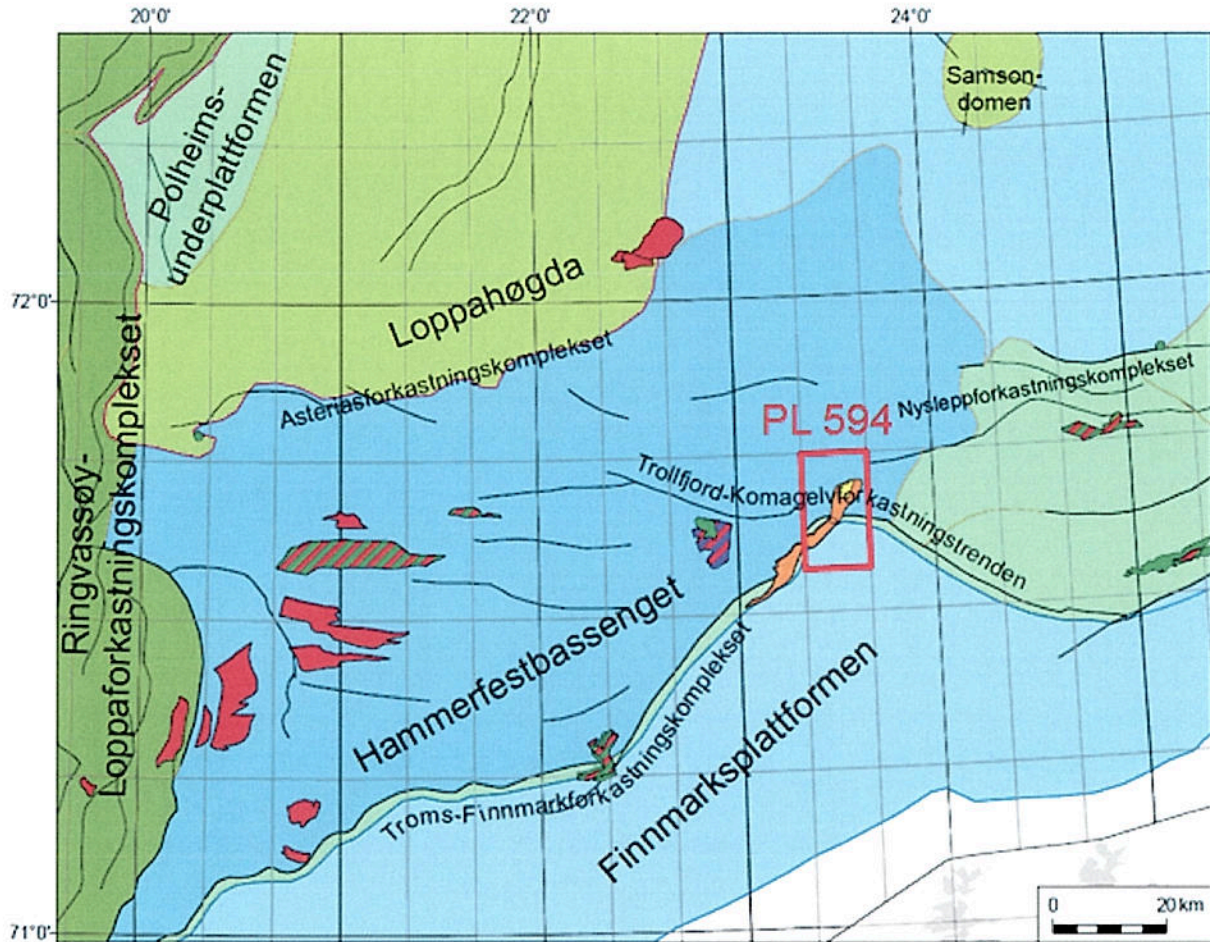 20°0'
22°0'
24°0'
Polheims-
underplattformen
Samson-
domen
72°0'
Loppahøgda
Asteriasforkastningskomplekset
Nysleppforkastningskomplekset
PL 594
Trollfjord-Komagelvforkastningstrenden
Ringvassøy-
Loppaforkastningskomplekset
Hammerfestbassenget
Troms-Finnmarkforkastningskomplekset
Finnmarksplattformen
71°0'
0 20 km